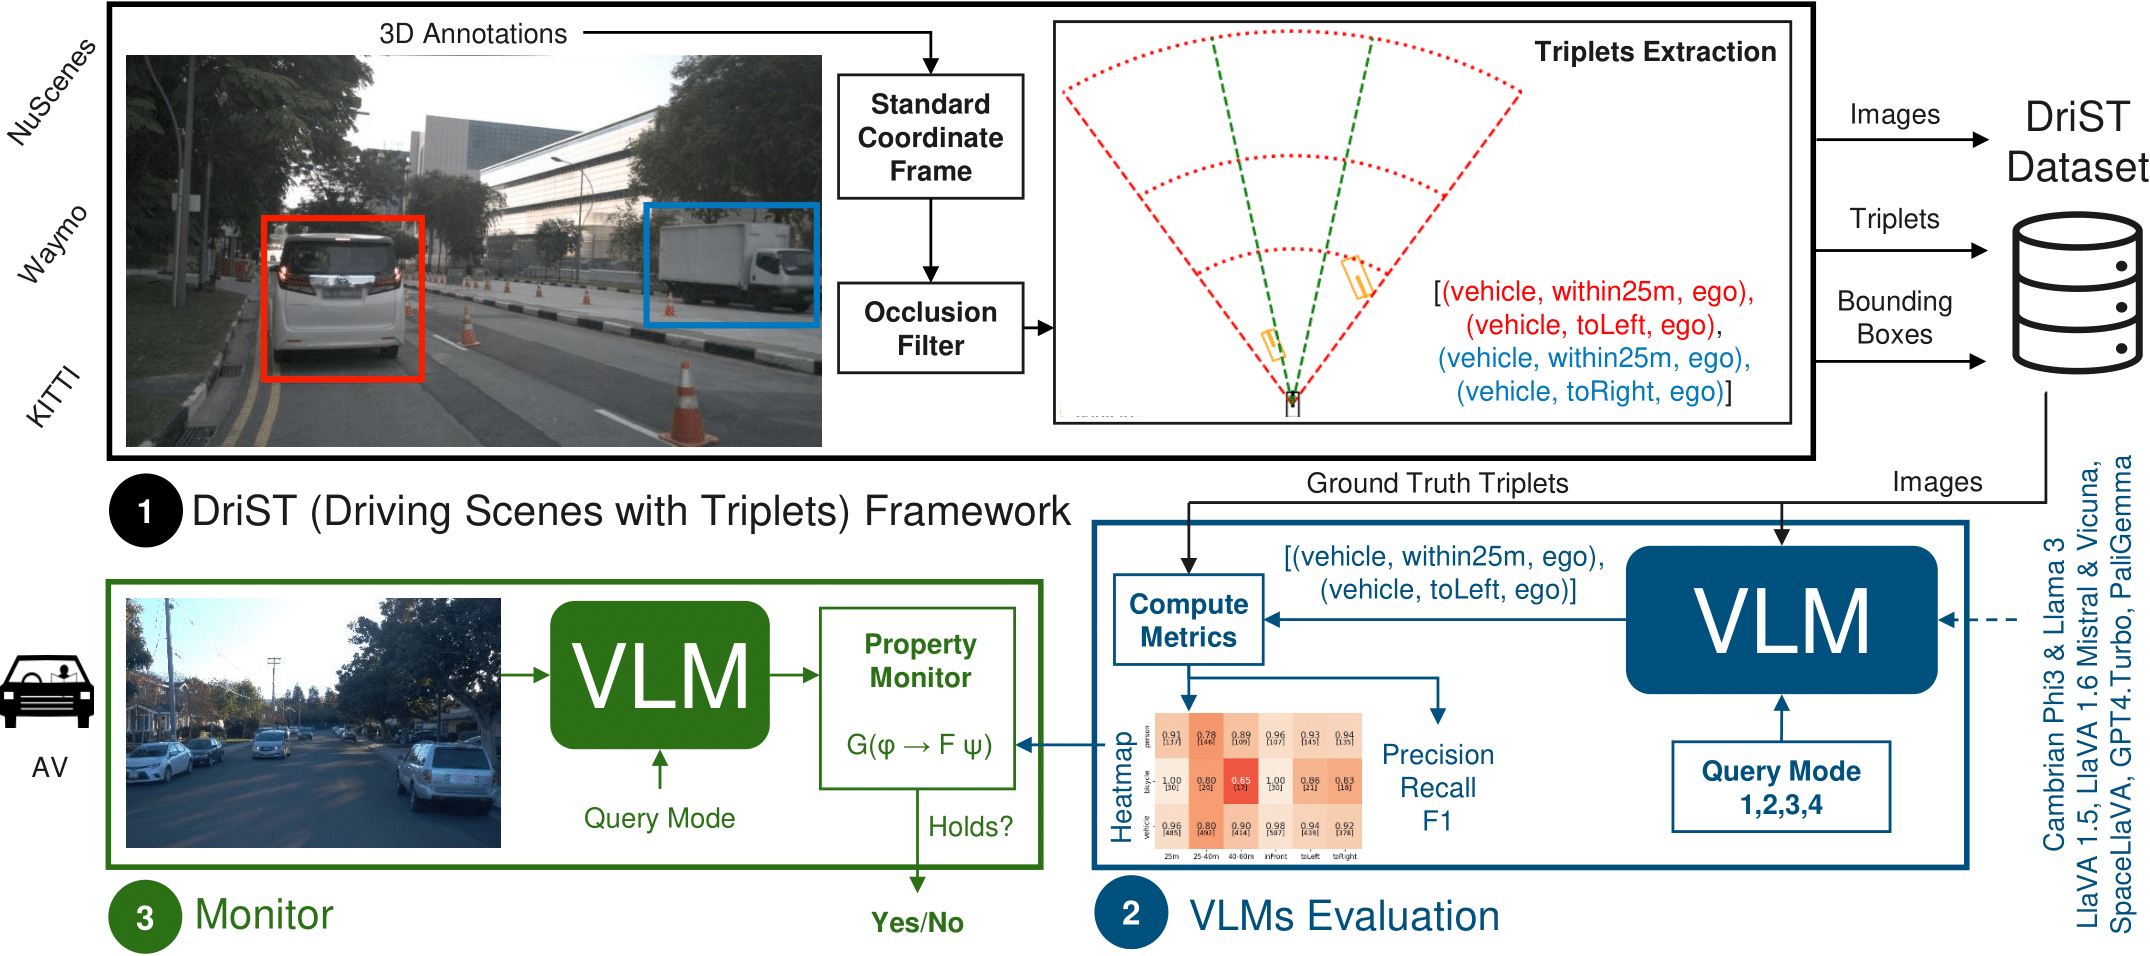 NuScenes
Waymo
KITTI
3D Annotations
Standard
Coordinate
Frame
Occlusion
Filter
Triplets Extraction
[(vehicle, within25m, ego),
(vehicle, toLeft, ego),
(vehicle, within25m, ego),
(vehicle, toRight, ego)]
Images
Triplets
Bounding
Boxes
DriST
Dataset
1 DriST (Driving Scenes with Triplets) Framework
Ground Truth Triplets
Images
Compute
Metrics
[(vehicle, within25m, ego),
(vehicle, toLeft, ego)]
VLM
Query Mode
1,2,3,4
Cambrian Phi3 & Llama 3
LlaVA 1.5, LlaVA 1.6 Mistral & Vicuna,
SpaceLlaVA, GPT4.Turbo, PaliGemma
Heatmap
person
0.91 0.78 0.89 0.96 0.93 0.94
[137] [146] [109] [107] [145] [135]
bicycle
1.00 0.80 0.65 1.00 0.86 0.83
[30] [20] [17] [30] [21] [18]
vehicle
0.96 0.80 0.90 0.98 0.94 0.92
[485] [492] [414] [587] [439] [378]
25m 25-40m 40-60m inFront toLeft toRight
Precision
Recall
F1
2 VLMs Evaluation
AV
VLM
Query Mode
Property
Monitor
G(φ → F ψ)
Holds?
Yes/No
3 Monitor